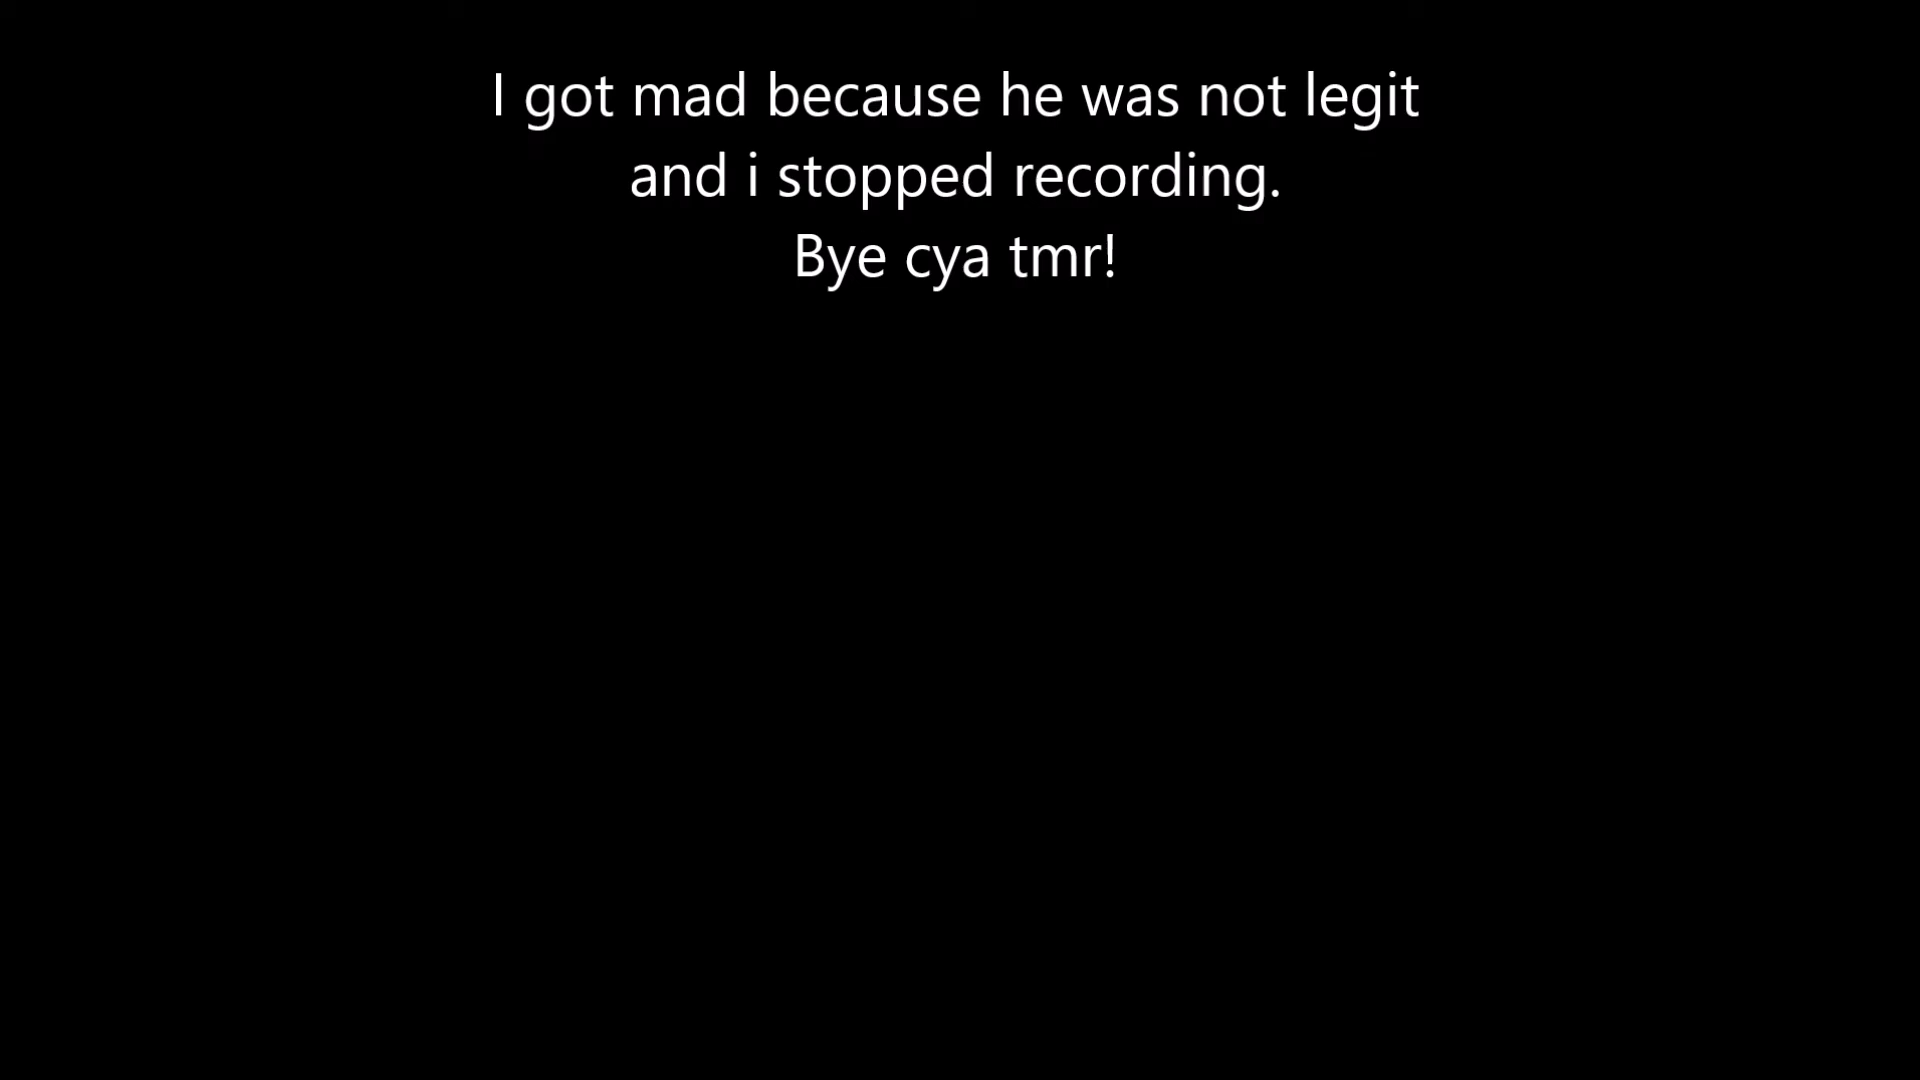 I got mad because he was not legit
and i stopped recording.
Bye cya tmr!